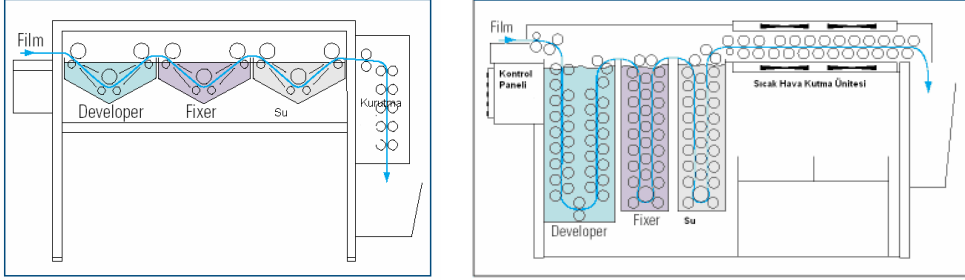 Film
Developer
Fixer
Su
Kurutma
Film
Kontrol
Paneli
Sıcak Hava Kutma Ünitesi
Developer
Fixer
Su